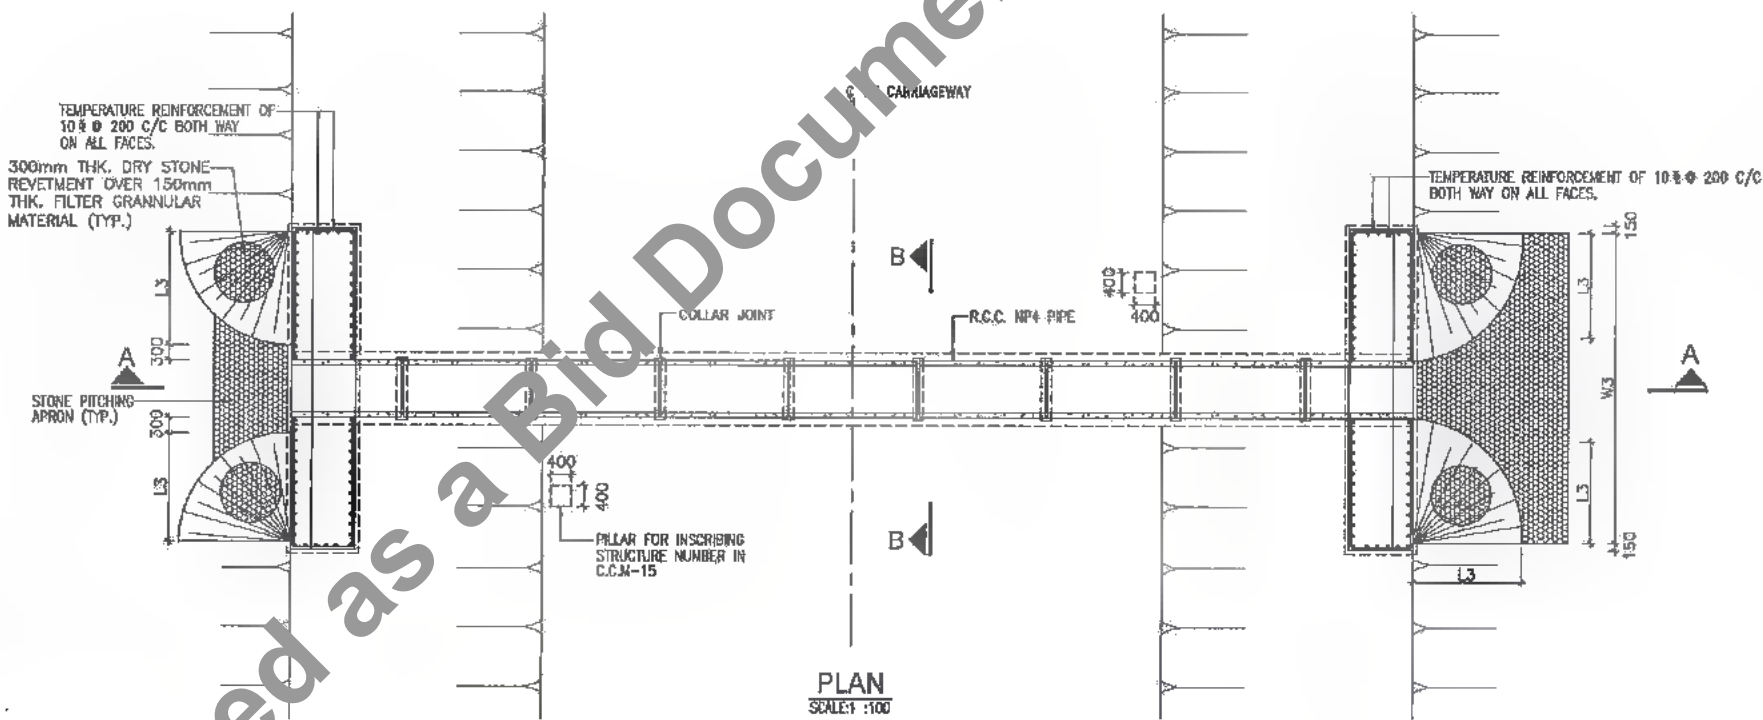 ℄ CARRIAGEWAY
TEMPERATURE REINFORCEMENT OF
10 Φ @ 200 C/C BOTH WAY
ON ALL FACES.
300mm THK. DRY STONE
REVETMENT OVER 150mm
THK. FILTER GRANNULAR
MATERIAL (TYP.)
TEMPERATURE REINFORCEMENT OF 10 Φ @ 200 C/C
BOTH WAY ON ALL FACES.
150
B
L3
L3
400
400
COLLAR JOINT
R.C.C. NP4 PIPE
300
A
A
W3
STONE PITCHING
APRON (TYP.)
300
400
400
L3
L3
PILLAR FOR INSCRIBING
STRUCTURE NUMBER IN
C.C.M-15
B
150
L3
PLAN
SCALE:1 :100
ed as a Bid Docume